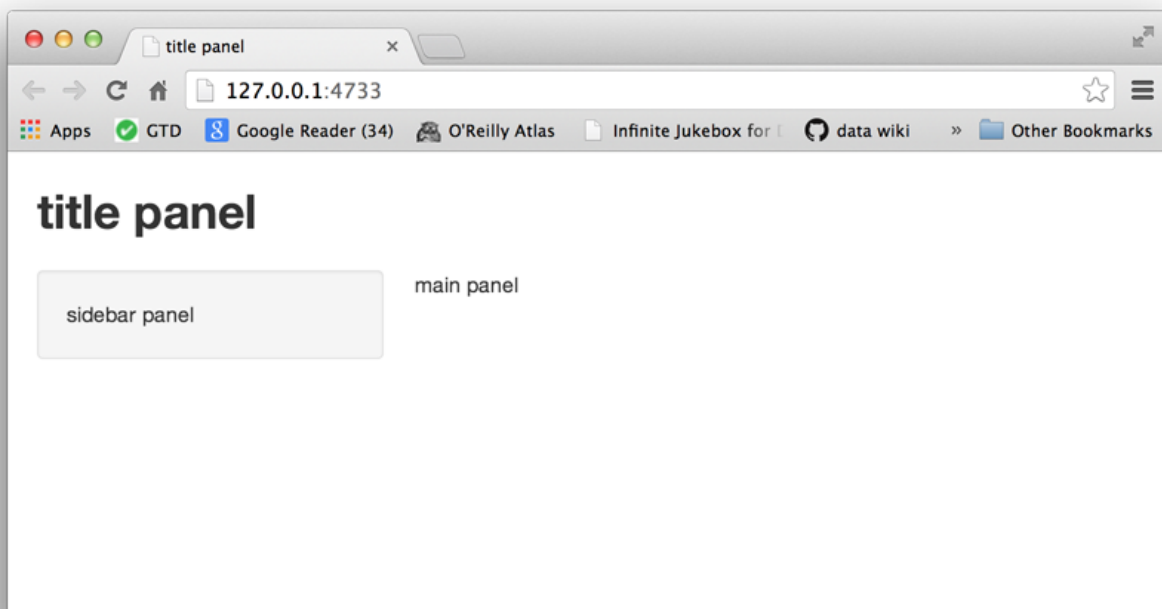 title panel
127.0.0.1:4733
Apps GTD Google Reader (34) O'Reilly Atlas Infinite Jukebox for data wiki » Other Bookmarks
title panel
main panel
sidebar panel